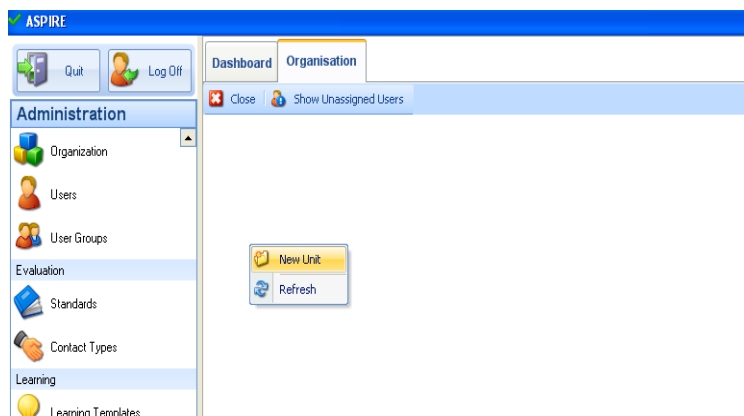 ASPIRE
Quit
Log Off
Dashboard
Organisation
Close
Show Unassigned Users
Administration
Organization
Users
User Groups
New Unit
Refresh
Evaluation
Standards
Contact Types
Learning
Learning Templates